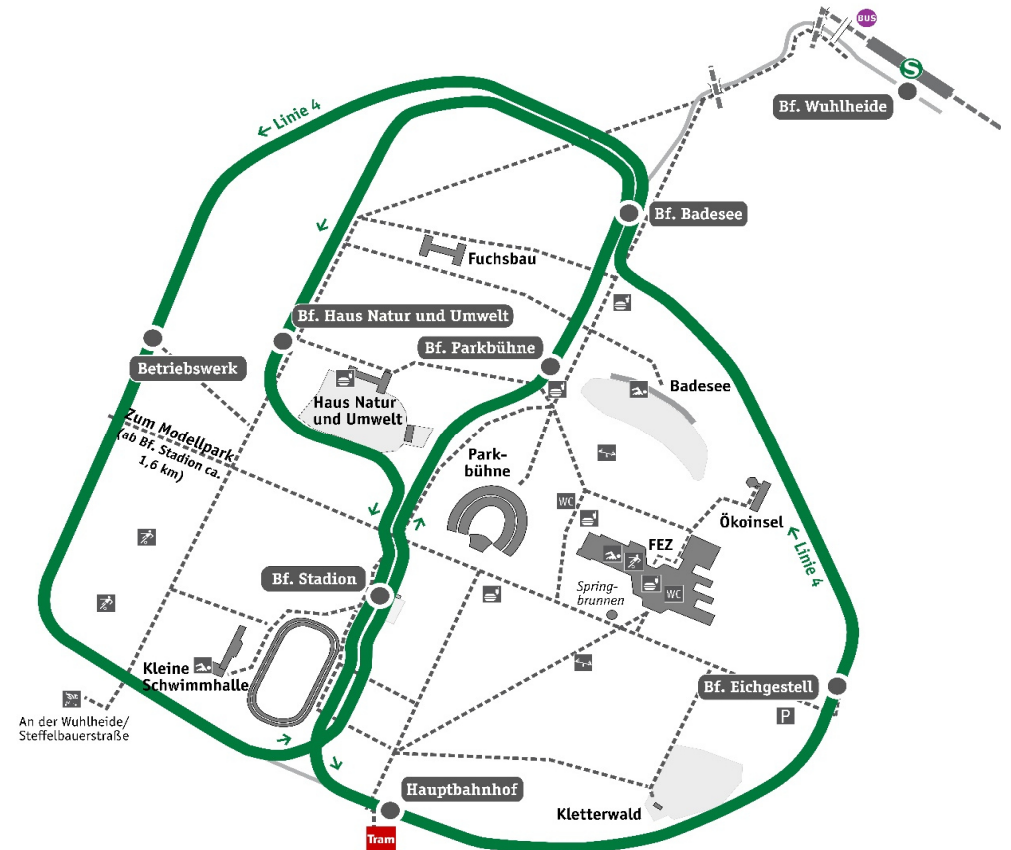 BUS
S
Bf. Wuhlheide
← Linie 4
Bf. Badesee
Fuchsbau
Bf. Haus Natur und Umwelt
Bf. Parkbühne
Betriebswerk
Badesee
Haus Natur
und Umwelt
Zum Modellpark
(ab Bf. Stadion ca.
1,6 km)
Park-
bühne
WC
Ökoinsel
FEZ
← Linie 4
Bf. Stadion
Spring-
brunnen
WC
Kleine
Schwimmhalle
Bf. Eichgestell
P
An der Wuhlheide/
Steffelbauerstraße
Hauptbahnhof
Kletterwald
Tram